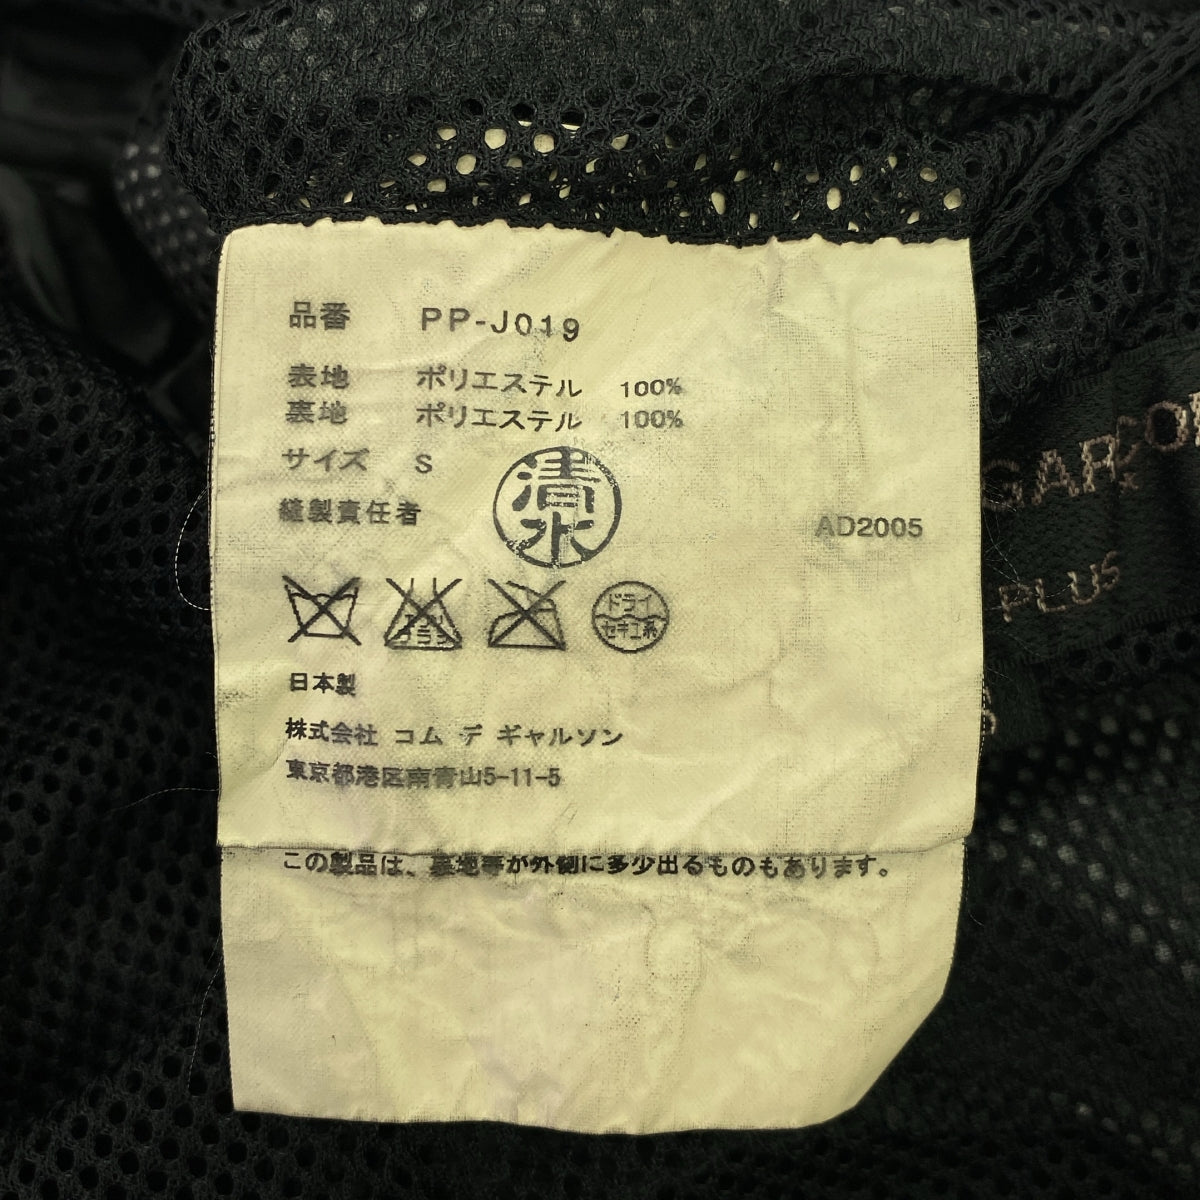 品番 PP-J019
表地 ポリエステル 100%
裏地 ポリエステル 100%
サイズ S
縫製責任者 清水
AD2005
ドライ
セキユ系
日本製
株式会社 コム デ ギャルソン
東京都港区南青山5-11-5
この製品は、裏地等が外側に多少出るものもあります。
GARÇON
PLUS